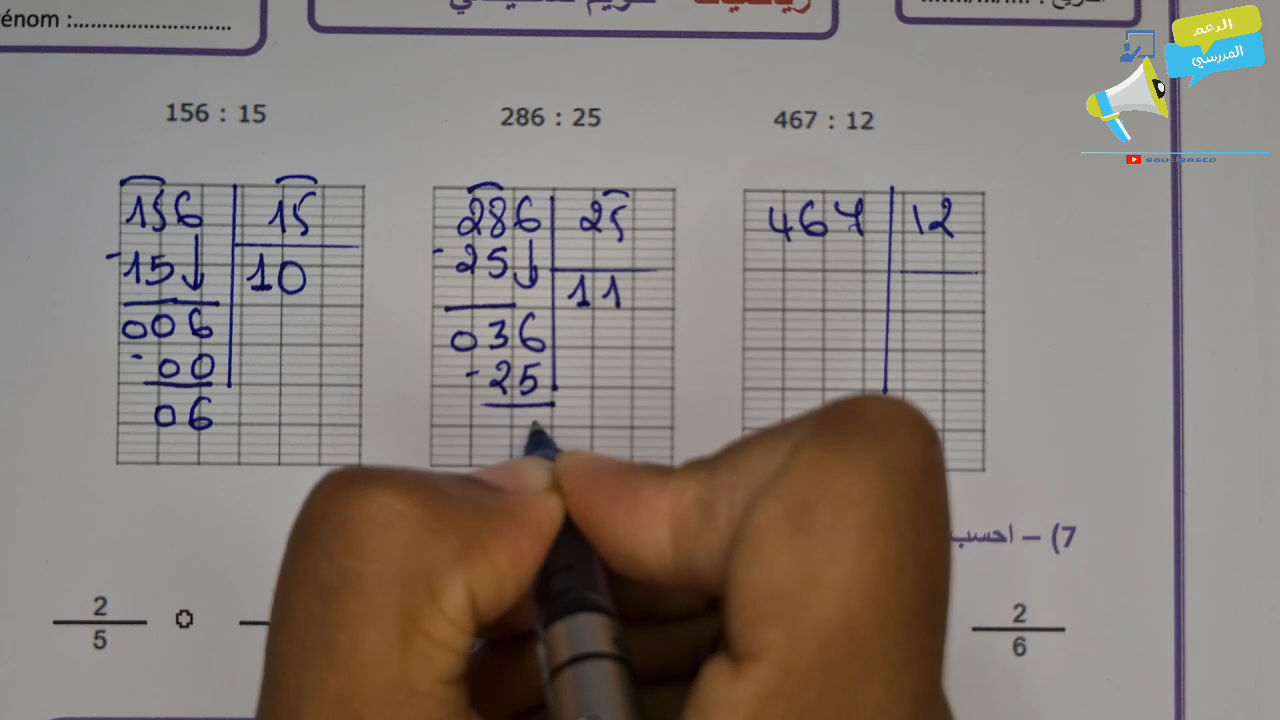 énom :..............................
الدعم
المدرسي
156 : 15
286 : 25
467 : 12
156 15
-15 10
006
-00
06
286 25
-25 11
036
-25
467 12
7) – احسب
2/5
2/6